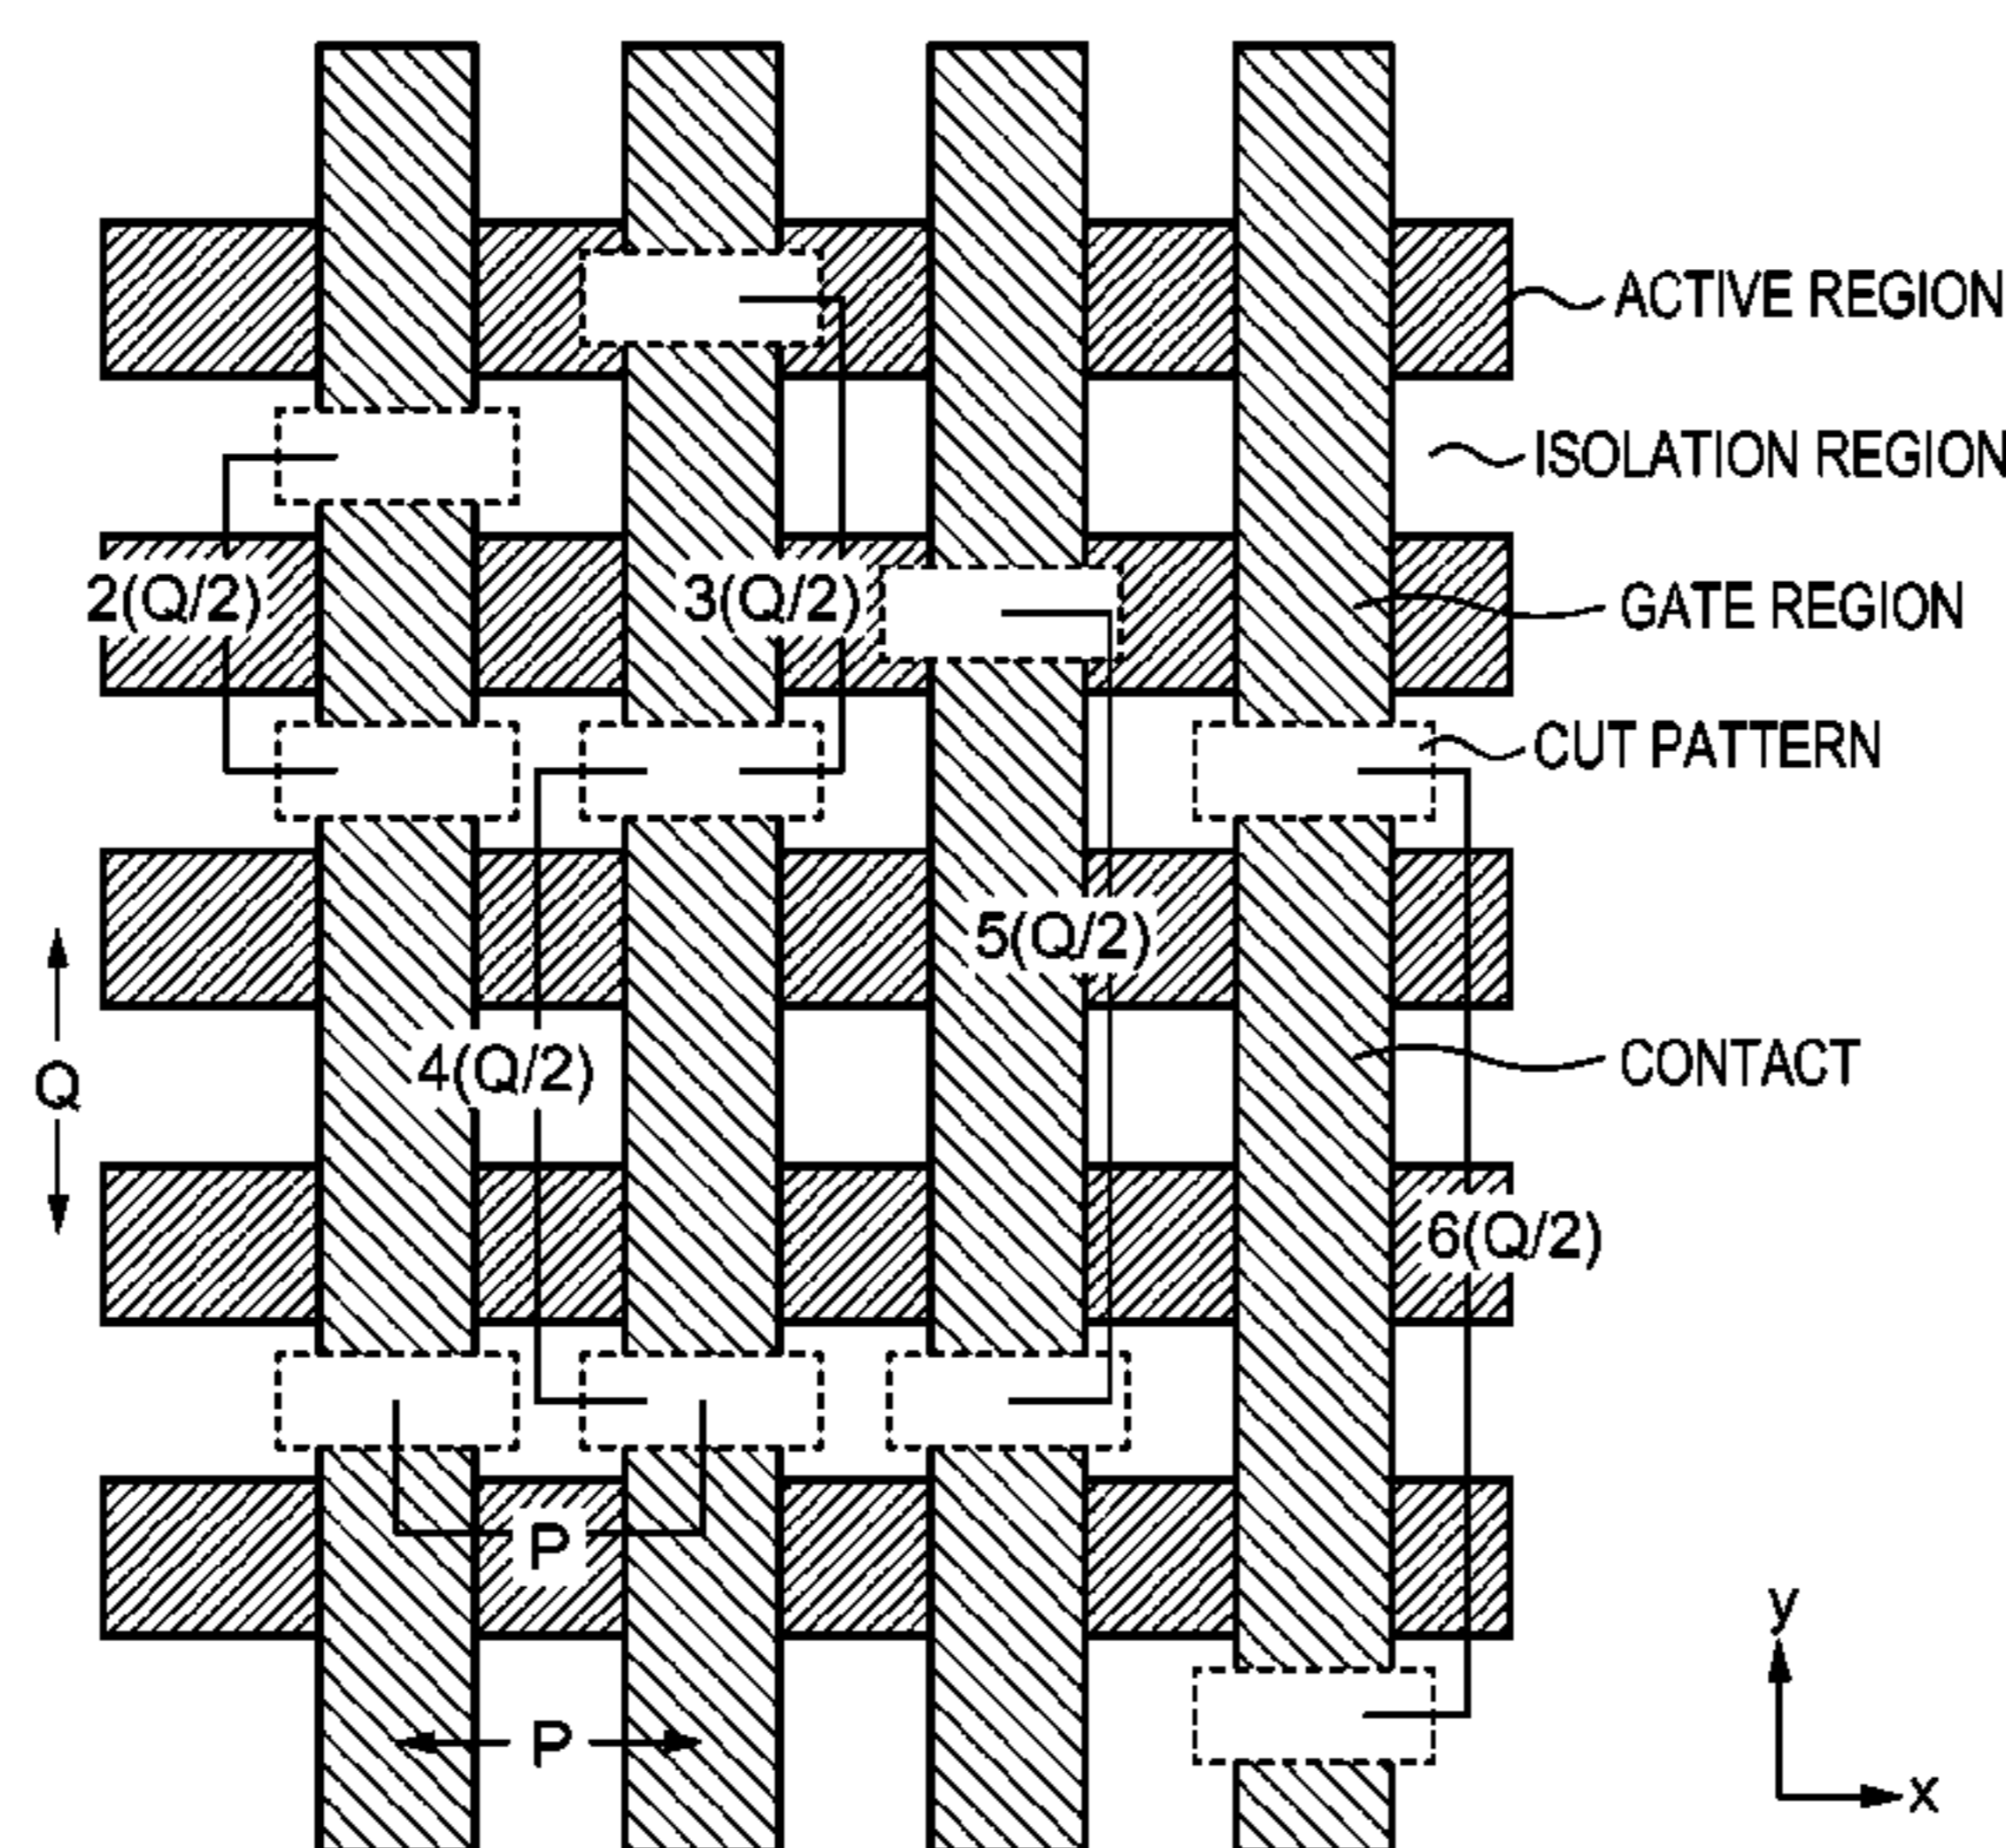 ACTIVE REGION
ISOLATION REGION
2(Q/2)
3(Q/2)
GATE REGION
CUT PATTERN
5(Q/2)
Q
4(Q/2)
CONTACT
6(Q/2)
P
P
y
x